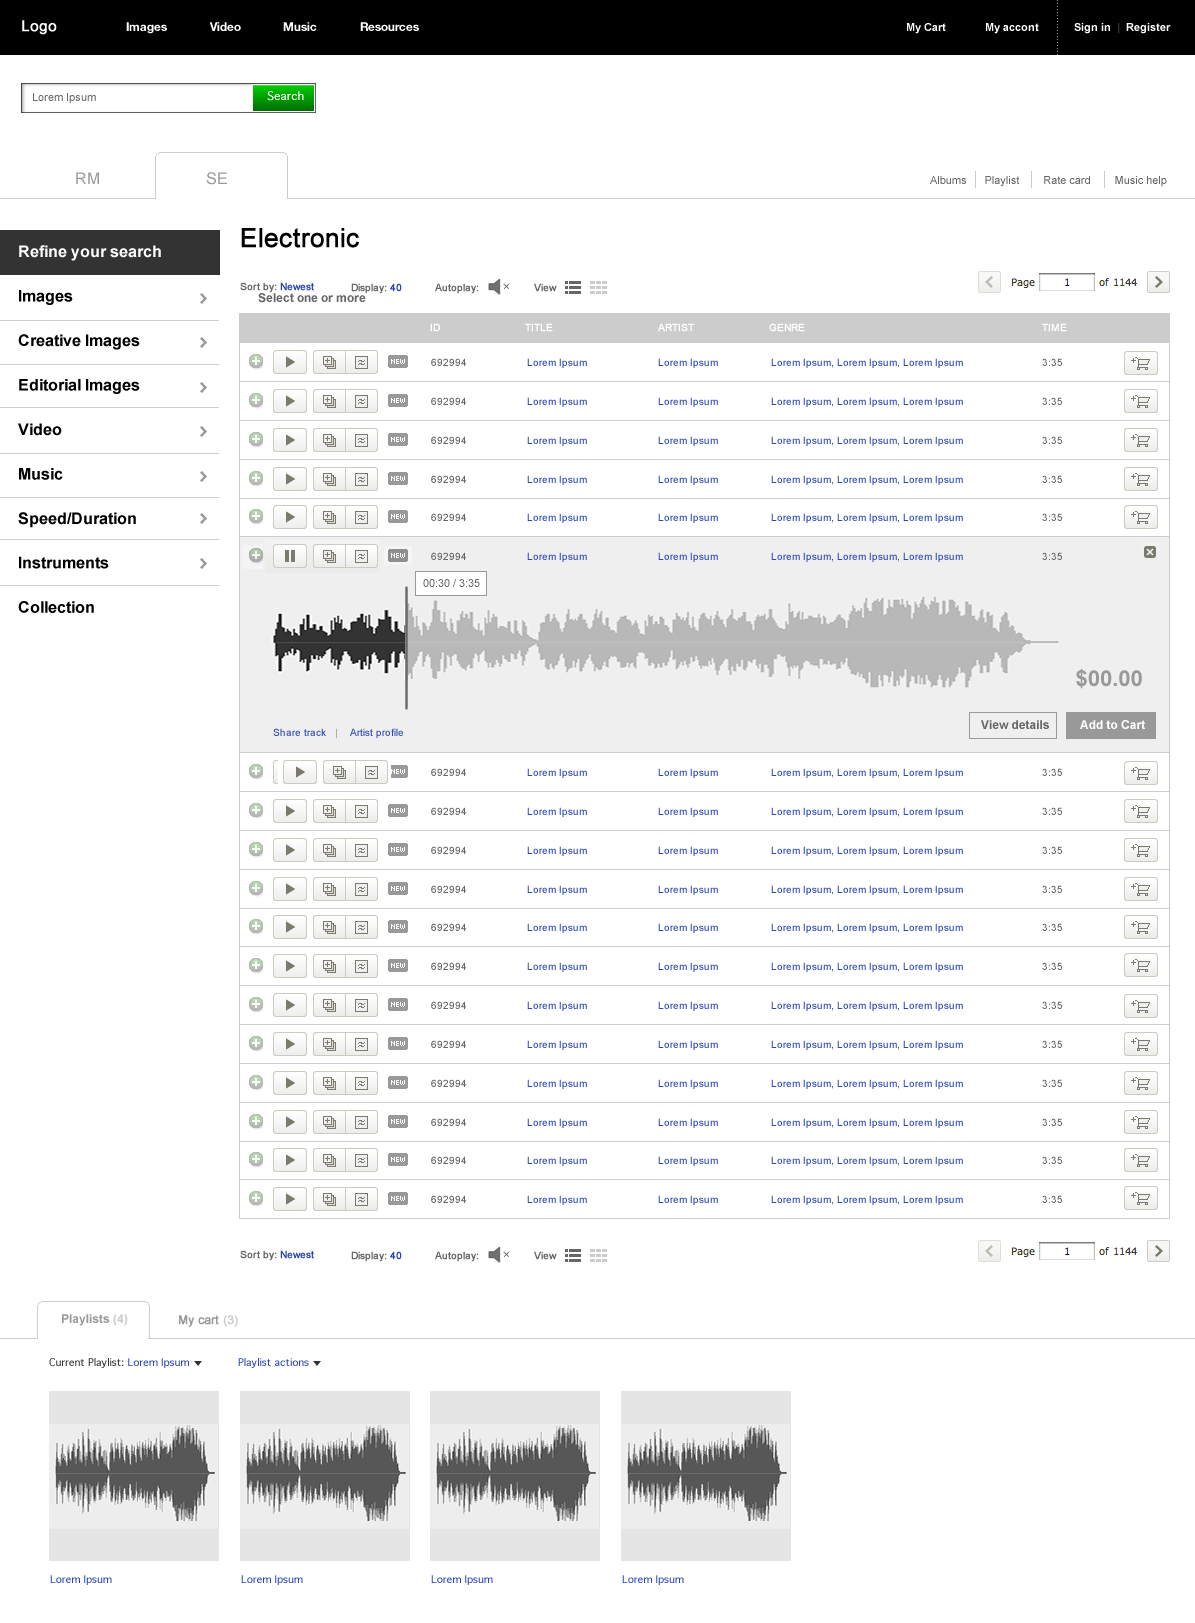 Logo Images Video Music Resources My Cart My accont Sign in | Register
Lorem Ipsum Search
RM SE Albums Playlist Rate card Music help
Electronic
Refine your search
Images
Creative Images
Editorial Images
Video
Music
Speed/Duration
Instruments
Collection
Sort by: Newest Display: 40 Autoplay: View Page 1 of 1144
Select one or more
ID TITLE ARTIST GENRE TIME
NEW 692994 Lorem Ipsum Lorem Ipsum Lorem Ipsum, Lorem Ipsum, Lorem Ipsum 3:35
NEW 692994 Lorem Ipsum Lorem Ipsum Lorem Ipsum, Lorem Ipsum, Lorem Ipsum 3:35
NEW 692994 Lorem Ipsum Lorem Ipsum Lorem Ipsum, Lorem Ipsum, Lorem Ipsum 3:35
NEW 692994 Lorem Ipsum Lorem Ipsum Lorem Ipsum, Lorem Ipsum, Lorem Ipsum 3:35
NEW 692994 Lorem Ipsum Lorem Ipsum Lorem Ipsum, Lorem Ipsum, Lorem Ipsum 3:35
NEW 692994 Lorem Ipsum Lorem Ipsum Lorem Ipsum, Lorem Ipsum, Lorem Ipsum 3:35
00:30 / 3:35
$00.00
View details Add to Cart
Share track | Artist profile
NEW 692994 Lorem Ipsum Lorem Ipsum Lorem Ipsum, Lorem Ipsum, Lorem Ipsum 3:35
NEW 692994 Lorem Ipsum Lorem Ipsum Lorem Ipsum, Lorem Ipsum, Lorem Ipsum 3:35
NEW 692994 Lorem Ipsum Lorem Ipsum Lorem Ipsum, Lorem Ipsum, Lorem Ipsum 3:35
NEW 692994 Lorem Ipsum Lorem Ipsum Lorem Ipsum, Lorem Ipsum, Lorem Ipsum 3:35
NEW 692994 Lorem Ipsum Lorem Ipsum Lorem Ipsum, Lorem Ipsum, Lorem Ipsum 3:35
NEW 692994 Lorem Ipsum Lorem Ipsum Lorem Ipsum, Lorem Ipsum, Lorem Ipsum 3:35
NEW 692994 Lorem Ipsum Lorem Ipsum Lorem Ipsum, Lorem Ipsum, Lorem Ipsum 3:35
NEW 692994 Lorem Ipsum Lorem Ipsum Lorem Ipsum, Lorem Ipsum, Lorem Ipsum 3:35
NEW 692994 Lorem Ipsum Lorem Ipsum Lorem Ipsum, Lorem Ipsum, Lorem Ipsum 3:35
NEW 692994 Lorem Ipsum Lorem Ipsum Lorem Ipsum, Lorem Ipsum, Lorem Ipsum 3:35
NEW 692994 Lorem Ipsum Lorem Ipsum Lorem Ipsum, Lorem Ipsum, Lorem Ipsum 3:35
NEW 692994 Lorem Ipsum Lorem Ipsum Lorem Ipsum, Lorem Ipsum, Lorem Ipsum 3:35
Sort by: Newest Display: 40 Autoplay: View Page 1 of 1144
Playlists (4) My cart (3)
Current Playlist: Lorem Ipsum Playlist actions
Lorem Ipsum Lorem Ipsum Lorem Ipsum Lorem Ipsum